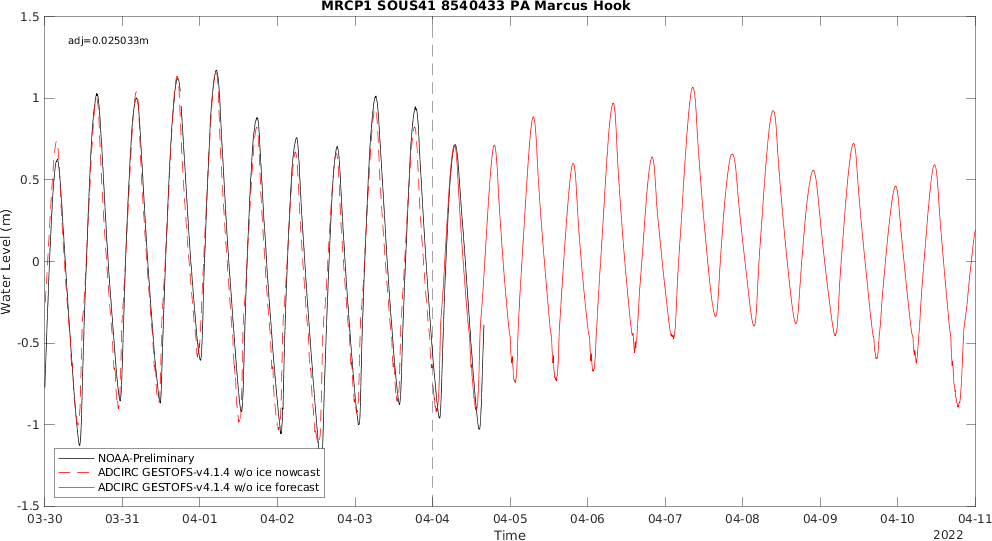 MRCP1 SOUS41 8540433 PA Marcus Hook
adj=0.025033m
1.5
1
0.5
0
-0.5
-1
-1.5
Water Level (m)
NOAA-Preliminary
ADCIRC GESTOFS-v4.1.4 w/o ice nowcast
ADCIRC GESTOFS-v4.1.4 w/o ice forecast
03-30 03-31 04-01 04-02 04-03 04-04 04-05 04-06 04-07 04-08 04-09 04-10 04-11
Time
2022